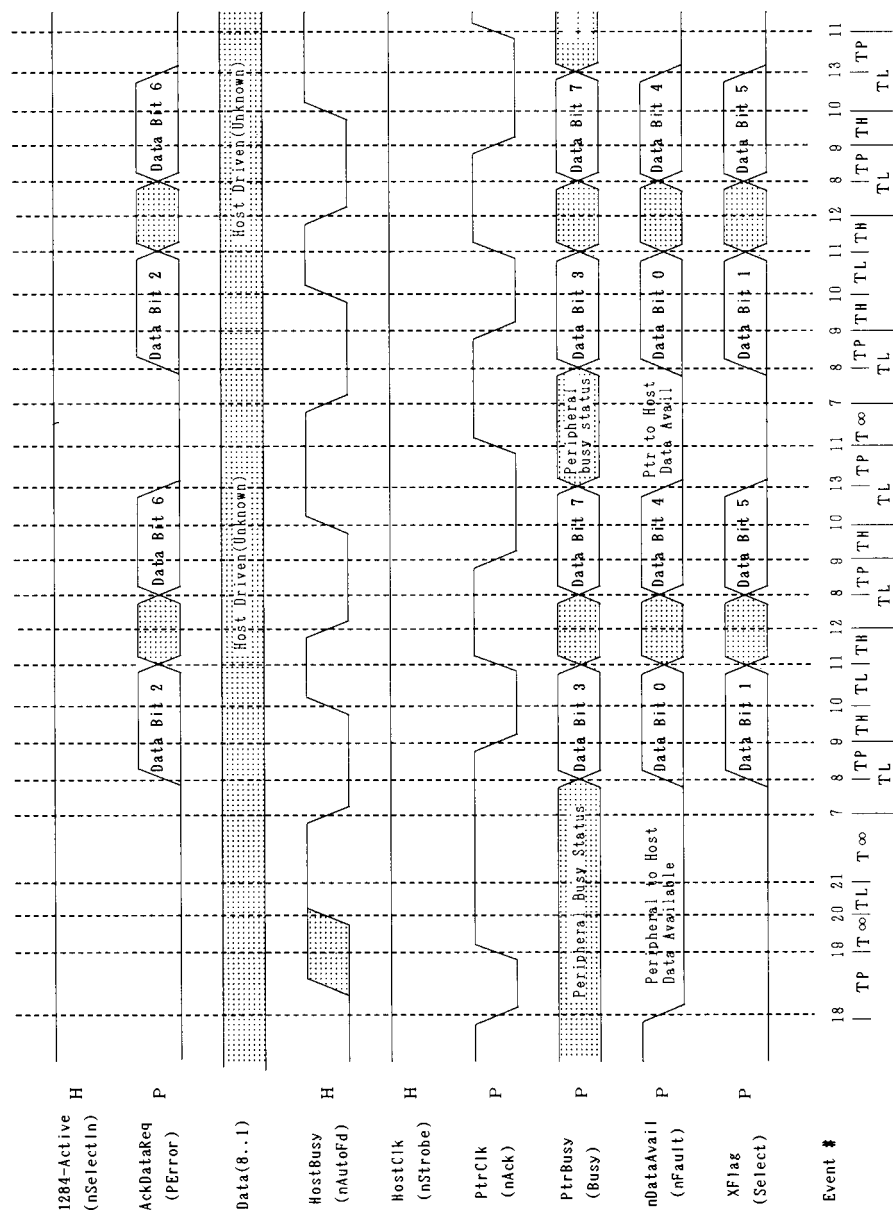 1284-Active
(nSelectIn)
H
AckDataReq
(PError)
P
Data Bit 2
Data Bit 6
Data Bit 2
Data Bit 6
Data(8..1)
Host Driven(Unknown)
Host Driven(Unknown)
HostBusy
(nAutoFd)
H
HostClk
(nStrobe)
H
PtrClk
(nAck)
P
PtrBusy
(Busy)
P
Peripheral Busy Status
Data Bit 3
Data Bit 7
Peripheral
busy status
Data Bit 3
Data Bit 7
nDataAvail
(nFault)
P
Peripheral to Host
Data Available
Data Bit 0
Data Bit 4
Ptr to Host
Data Avail
Data Bit 0
Data Bit 4
XFlag
(Select)
P
Data Bit 1
Data Bit 5
Data Bit 1
Data Bit 5
Event #
18 19 20 21 7 8 9 10 11 12 8 9 10 13 11 7 8 9 10 11 12 8 9 10 13 11
| TP | T∞ | TL | T∞ | | TP | TH | TL | TH | | TP | TH | | TP | T∞ | | TP | TH | TL | TH | | TP | TH | | TP
TL TL TL TL TL TL